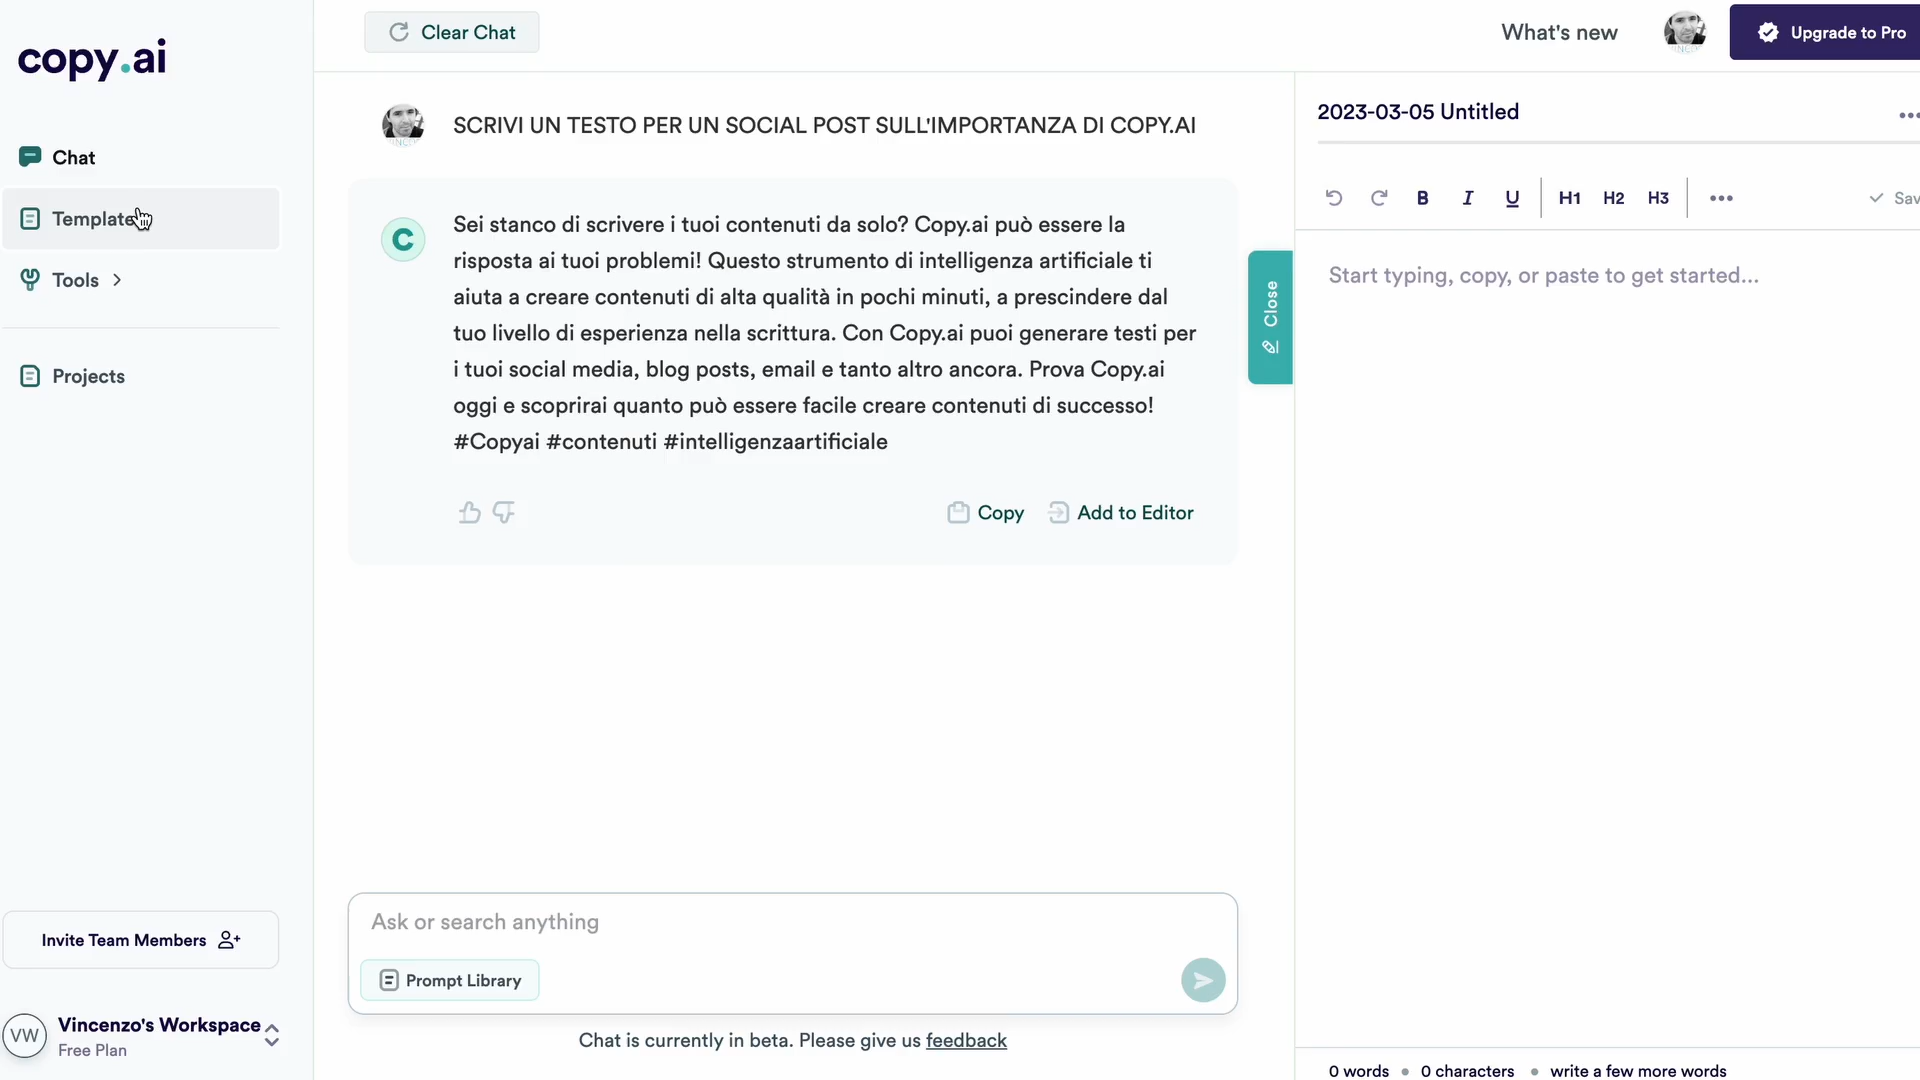 copy.ai
Chat
Template
Tools
Projects
Invite Team Members
VW
Vincenzo's Workspace
Free Plan
Clear Chat
What's new
Upgrade to Pro
SCRIVI UN TESTO PER UN SOCIAL POST SULL'IMPORTANZA DI COPY.AI
C
Sei stanco di scrivere i tuoi contenuti da solo? Copy.ai può essere la
risposta ai tuoi problemi! Questo strumento di intelligenza artificiale ti
aiuta a creare contenuti di alta qualità in pochi minuti, a prescindere dal
tuo livello di esperienza nella scrittura. Con Copy.ai puoi generare testi per
i tuoi social media, blog posts, email e tanto altro ancora. Prova Copy.ai
oggi e scoprirai quanto può essere facile creare contenuti di successo!
#Copyai #contenuti #intelligenzaartificiale
Copy
Add to Editor
Close
Ask or search anything
Prompt Library
Chat is currently in beta. Please give us feedback
2023-03-05 Untitled
B I U H1 H2 H3
Sav
Start typing, copy, or paste to get started...
0 words • 0 characters • write a few more words